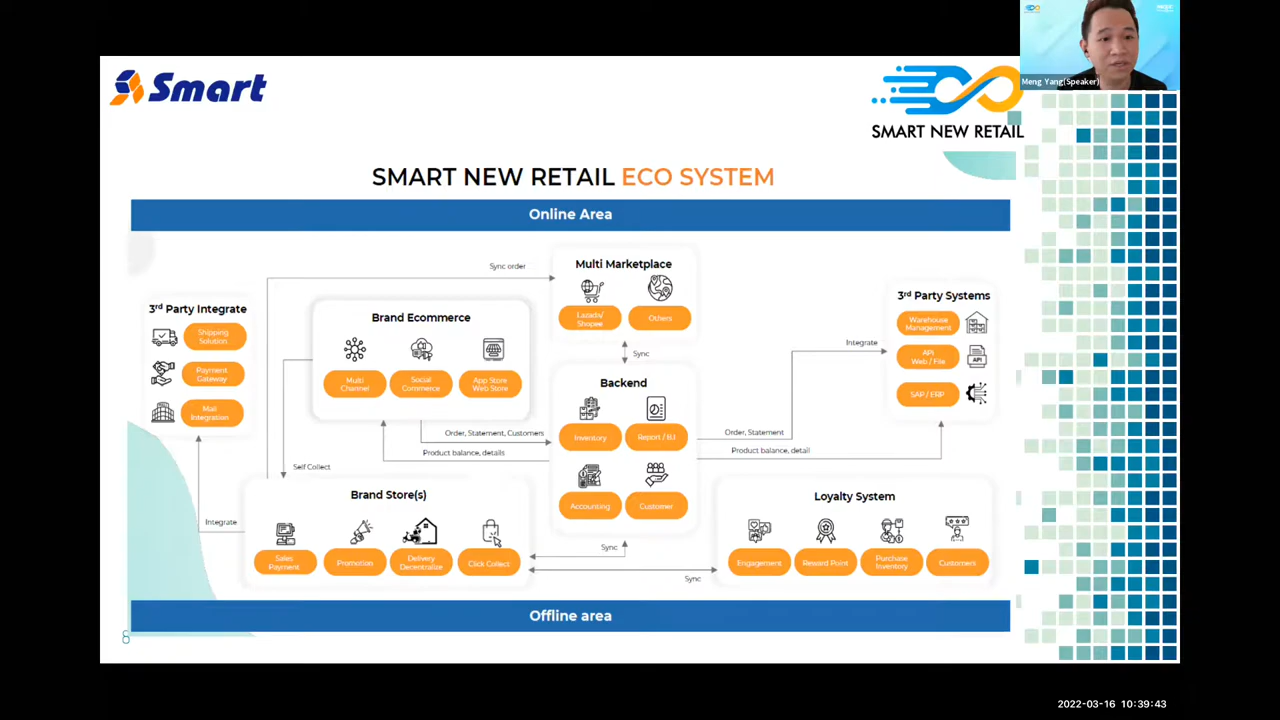 Smart
SMART NEW RETAIL
Meng Yang(Speaker)
SMART NEW RETAIL ECO SYSTEM
Online Area
Sync order
Multi Marketplace
Lazada/
Shopee
Others
Sync
3rd Party Integrate
Shipping
Solution
Payment
Gateway
Mall
Integration
Brand Ecommerce
Multi
Channel
Social
Commerce
App Store
Web Store
Backend
Inventory
Report / BJ
Accounting
Customer
3rd Party Systems
Warehouse
Management
API
Web / File
SAP / ERP
Integrate
Order, Statement, Customers
Product balance, details
Order, Statement
Product balance, detail
Self Collect
Integrate
Brand Store(s)
Sales
Payment
Promotion
Delivery
Decentralize
Click Collect
Sync
Sync
Loyalty System
Engagement
Reward Point
Purchase
Inventory
Customers
Offline area
8
2022-03-16 10:39:43